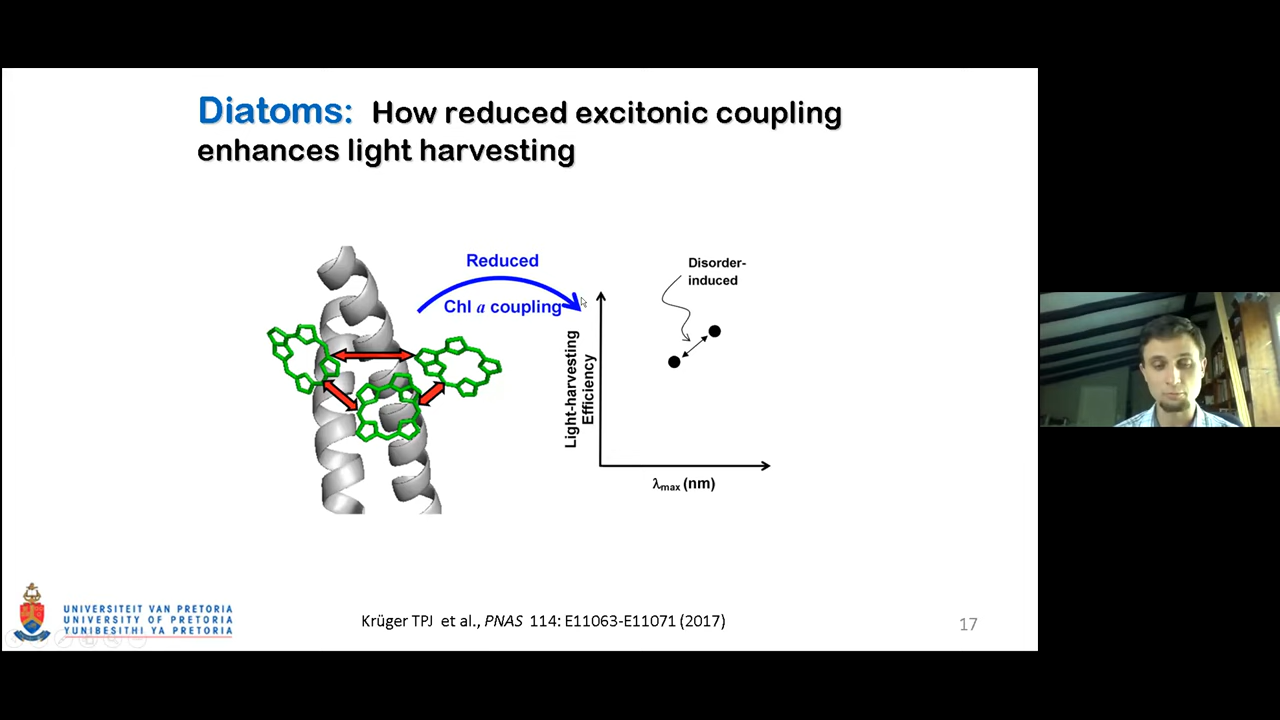 Diatoms: How reduced excitonic coupling
enhances light harvesting
Reduced
Chl a coupling
Disorder-
induced
Light-harvesting
Efficiency
λmax (nm)
UNIVERSITEIT VAN PRETORIA
UNIVERSITY OF PRETORIA
YUNIBESITHI YA PRETORIA
Krüger TPJ et al., PNAS 114: E11063-E11071 (2017)
17